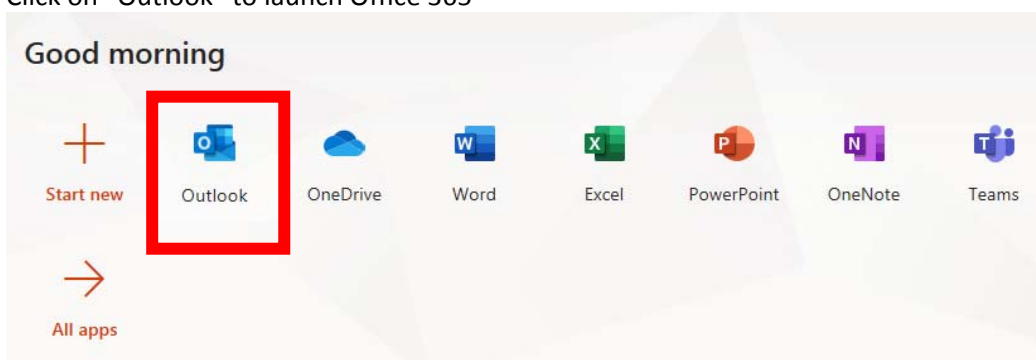 Click on "Outlook" to launch Office 365
Good morning
Start new
Outlook
OneDrive
Word
Excel
PowerPoint
OneNote
Teams
All apps